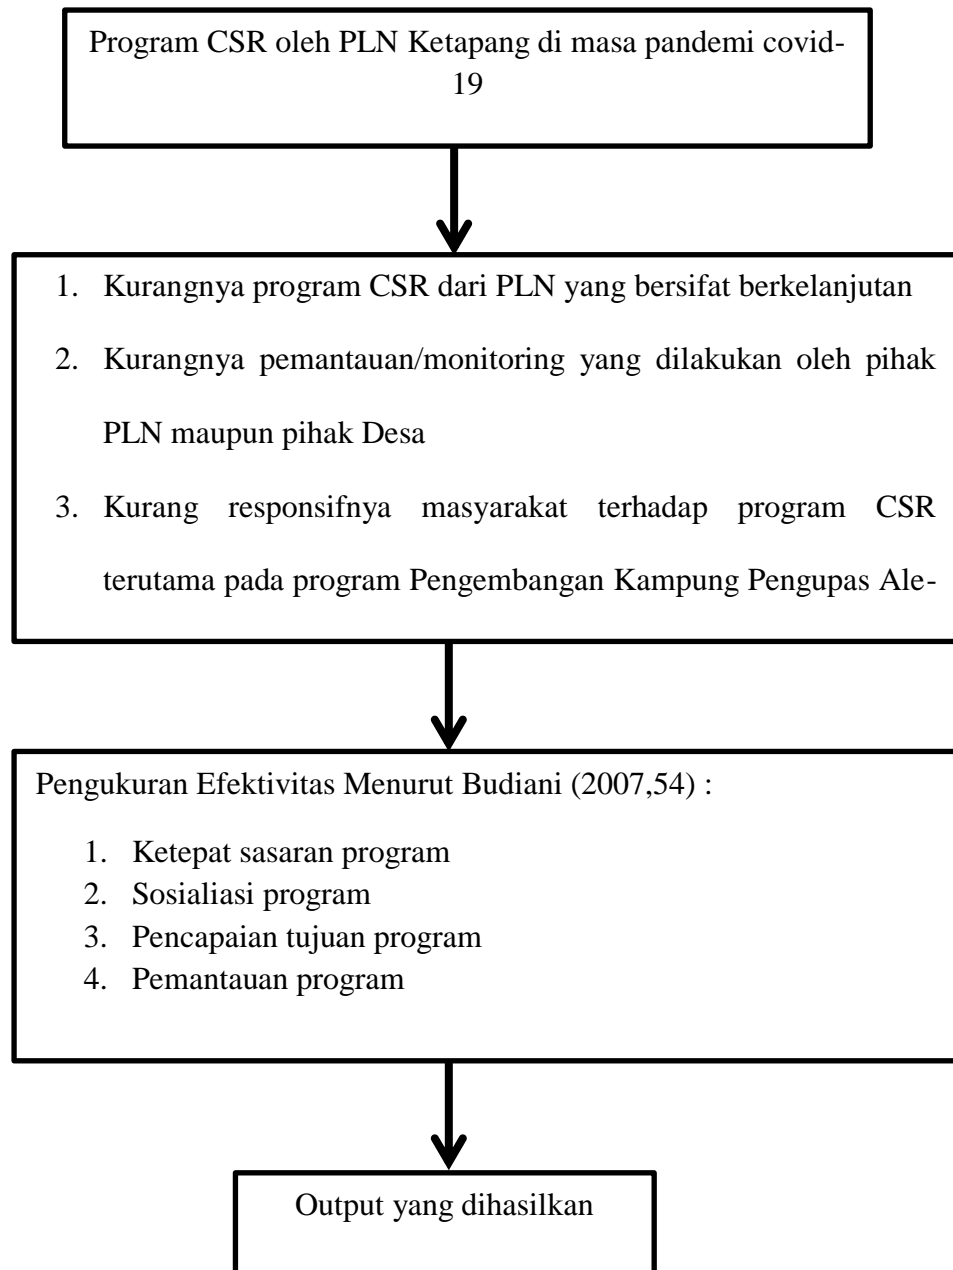 Program CSR oleh PLN Ketapang di masa pandemi covid-
19
1. Kurangnya program CSR dari PLN yang bersifat berkelanjutan
2. Kurangnya pemantauan/monitoring yang dilakukan oleh pihak
PLN maupun pihak Desa
3. Kurang responsifnya masyarakat terhadap program CSR
terutama pada program Pengembangan Kampung Pengupas Ale-
Pengukuran Efektivitas Menurut Budiani (2007,54) :
1. Ketepat sasaran program
2. Sosialiasi program
3. Pencapaian tujuan program
4. Pemantauan program
Output yang dihasilkan